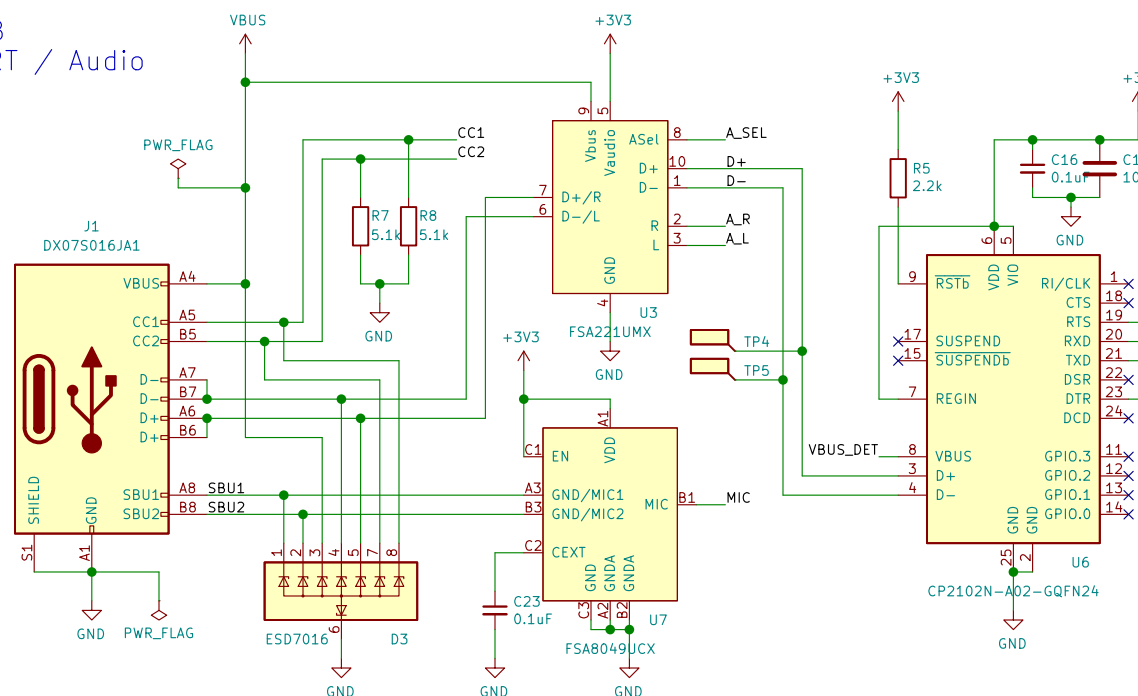 VBUS
+3V3
T / Audio
+3V3
PWR_FLAG
CC1
CC2
R7
5.1k
R8
5.1k
GND
J1
DX07S016JA1
VBUS
A4
CC1
A5
CC2
B5
D-
A7
D-
B7
D+
A6
D+
B6
SBU1
A8
SBU1
SBU2
B8
SBU2
SHIELD
GND
S1
A1
GND
PWR_FLAG
1
2
3
4
5
7
8
6
ESD7016
D3
GND
9
5
Vbus
Vaudio
ASel
8
A_SEL
D+
10
D+
D-
1
D-
7
D+/R
6
D-/L
R
2
A_R
L
3
A_L
GND
4
U3
FSA221UMX
GND
TP4
TP5
+3V3
A1
VDD
C1
EN
A3
GND/MIC1
B3
GND/MIC2
MIC
B1
MIC
C2
CEXT
GND
GNDA
GNDA
C3
A2
B2
U7
FSA8049UCX
GND
C23
0.1uF
GND
R5
2.2k
C16
0.1uF
GND
6
5
VDD
VIO
9
RSTb
17
SUSPEND
15
SUSPENDb
7
REGIN
VBUS_DET
8
VBUS
3
D+
4
D-
RI/CLK
1
CTS
18
RTS
19
RXD
20
TXD
21
DSR
22
DTR
23
DCD
24
GPIO.3
11
GPIO.2
12
GPIO.1
13
GPIO.0
14
GND
GND
25
2
U6
CP2102N-A02-GQFN24
GND